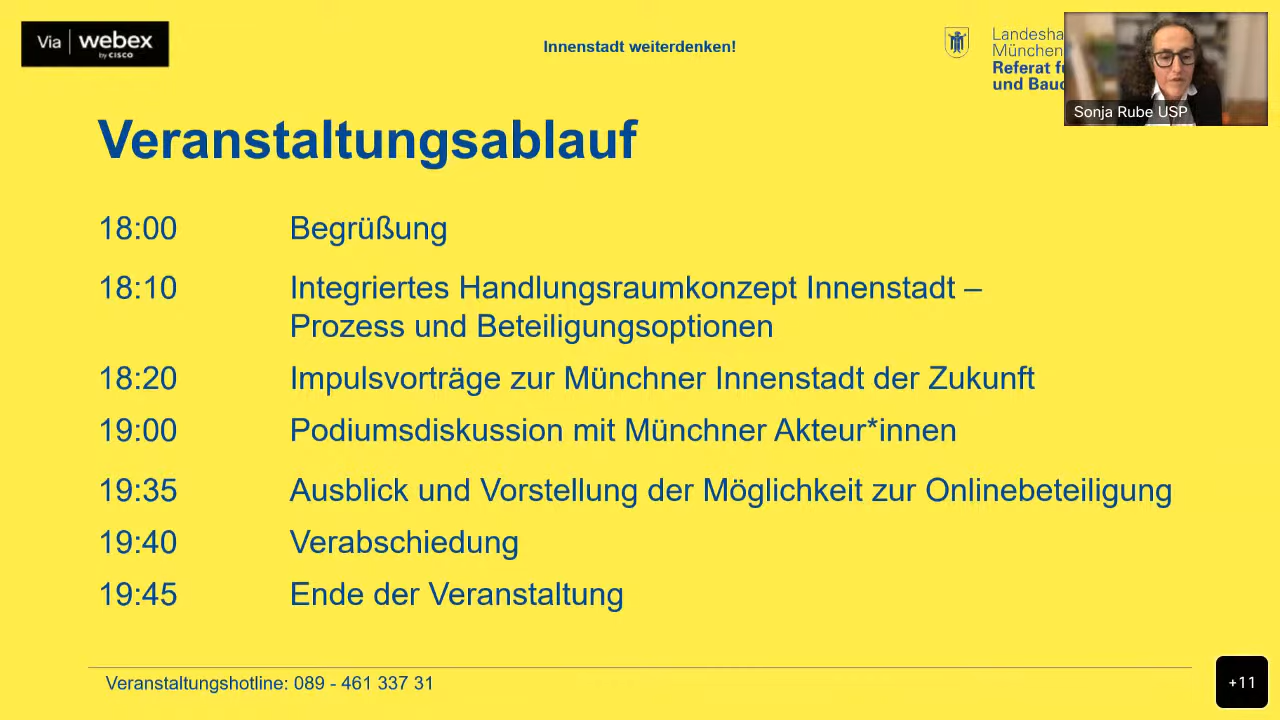 Via webex
by CISCO
Innenstadt weiterdenken!
München
Referat
Sonja Rube USP
Veranstaltungsablauf
18:00 Begrüßung
18:10 Integriertes Handlungsraumkonzept Innenstadt –
Prozess und Beteiligungsoptionen
18:20 Impulsvorträge zur Münchner Innenstadt der Zukunft
19:00 Podiumsdiskussion mit Münchner Akteur*innen
19:35 Ausblick und Vorstellung der Möglichkeit zur Onlinebeteiligung
19:40 Verabschiedung
19:45 Ende der Veranstaltung
Veranstaltungshotline: 089 - 461 337 31
+11